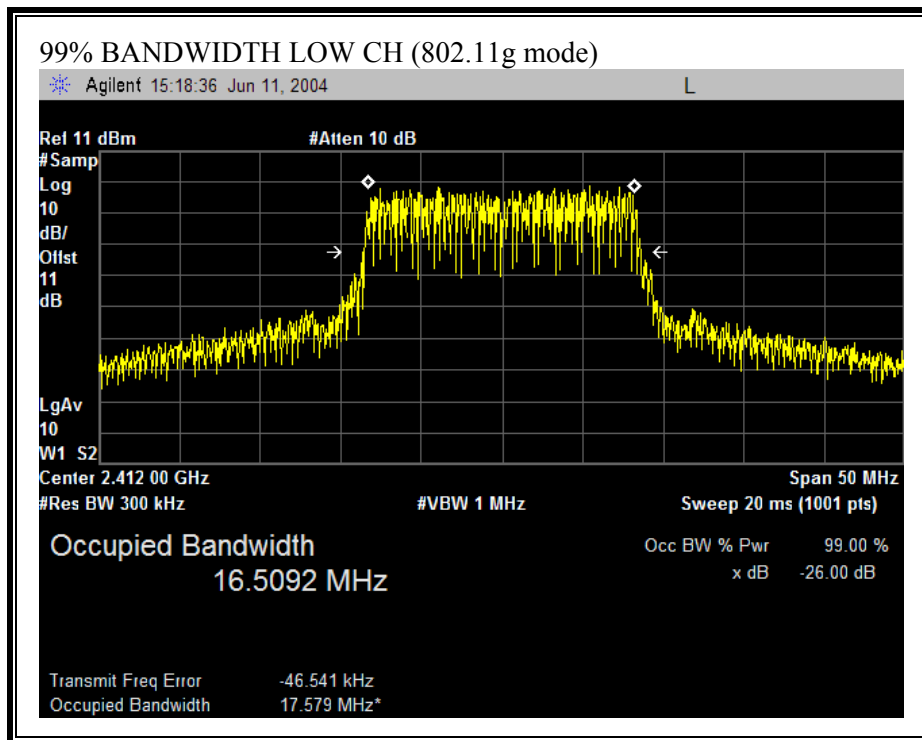 99% BANDWIDTH LOW CH (802.11g mode)
Agilent 15:18:36 Jun 11, 2004 L
Ref 11 dBm #Atten 10 dB
#Samp
Log
10
dB/
Offst
11
dB
LgAv
10
W1 S2
Center 2.412 00 GHz Span 50 MHz
#Res BW 300 kHz #VBW 1 MHz Sweep 20 ms (1001 pts)
Occupied Bandwidth Occ BW % Pwr 99.00 %
16.5092 MHz x dB -26.00 dB
Transmit Freq Error -46.541 kHz
Occupied Bandwidth 17.579 MHz*